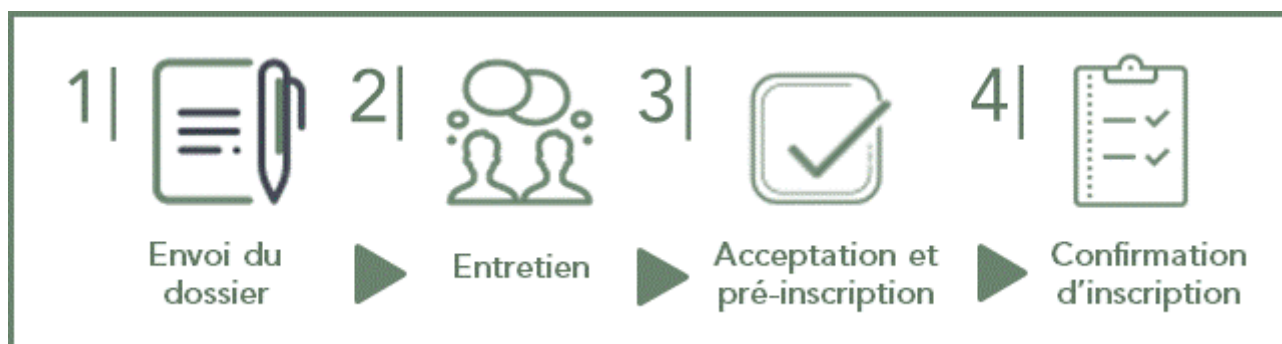 1|
Envoi du
dossier
2|
Entretien
3|
Acceptation et
pré-inscription
4|
Confirmation
d'inscription